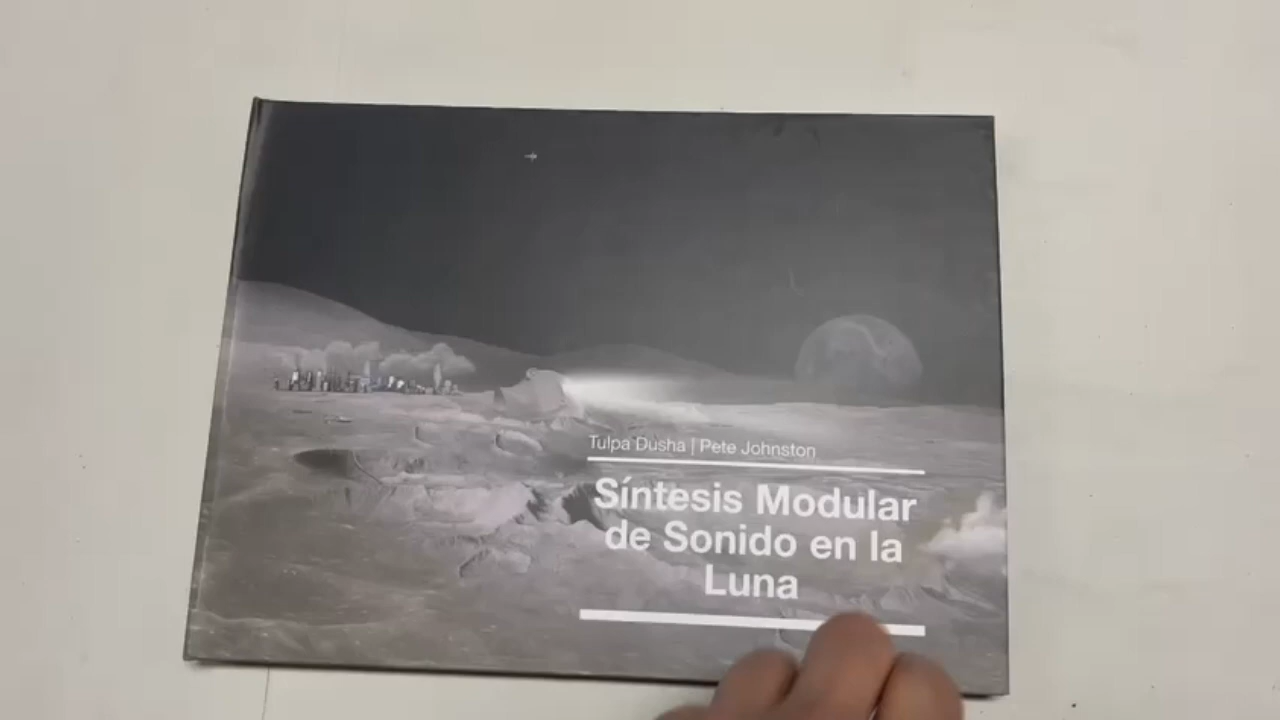 Tulpa Dusha | Pete Johnston
Síntesis Modular
de Sonido en la
Luna